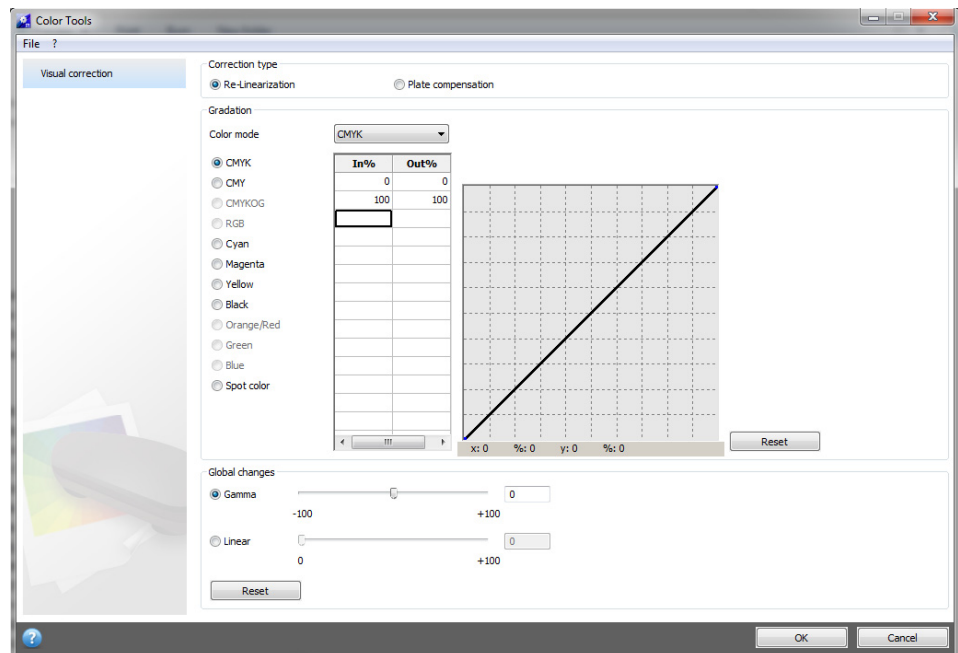 Color Tools
File ?
Visual correction
Correction type
Re-Linearization Plate compensation
Gradation
Color mode CMYK
CMYK
CMY
CMYKOG
RGB
Cyan
Magenta
Yellow
Black
Orange/Red
Green
Blue
Spot color
In% Out%
0 0
100 100
x: 0 %: 0 y: 0 %: 0
Reset
Global changes
Gamma 0
-100 +100
Linear 0
0 +100
Reset
?
OK Cancel